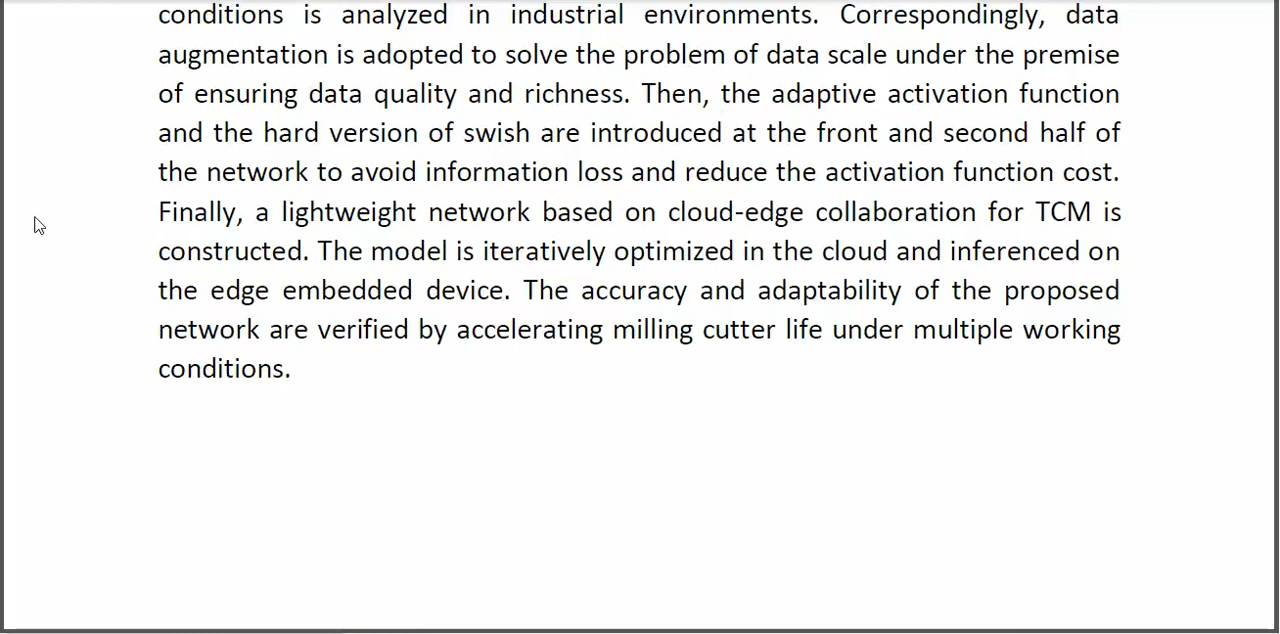 conditions is analyzed in industrial environments. Correspondingly, data
augmentation is adopted to solve the problem of data scale under the premise
of ensuring data quality and richness. Then, the adaptive activation function
and the hard version of swish are introduced at the front and second half of
the network to avoid information loss and reduce the activation function cost.
Finally, a lightweight network based on cloud-edge collaboration for TCM is
constructed. The model is iteratively optimized in the cloud and inferenced on
the edge embedded device. The accuracy and adaptability of the proposed
network are verified by accelerating milling cutter life under multiple working
conditions.